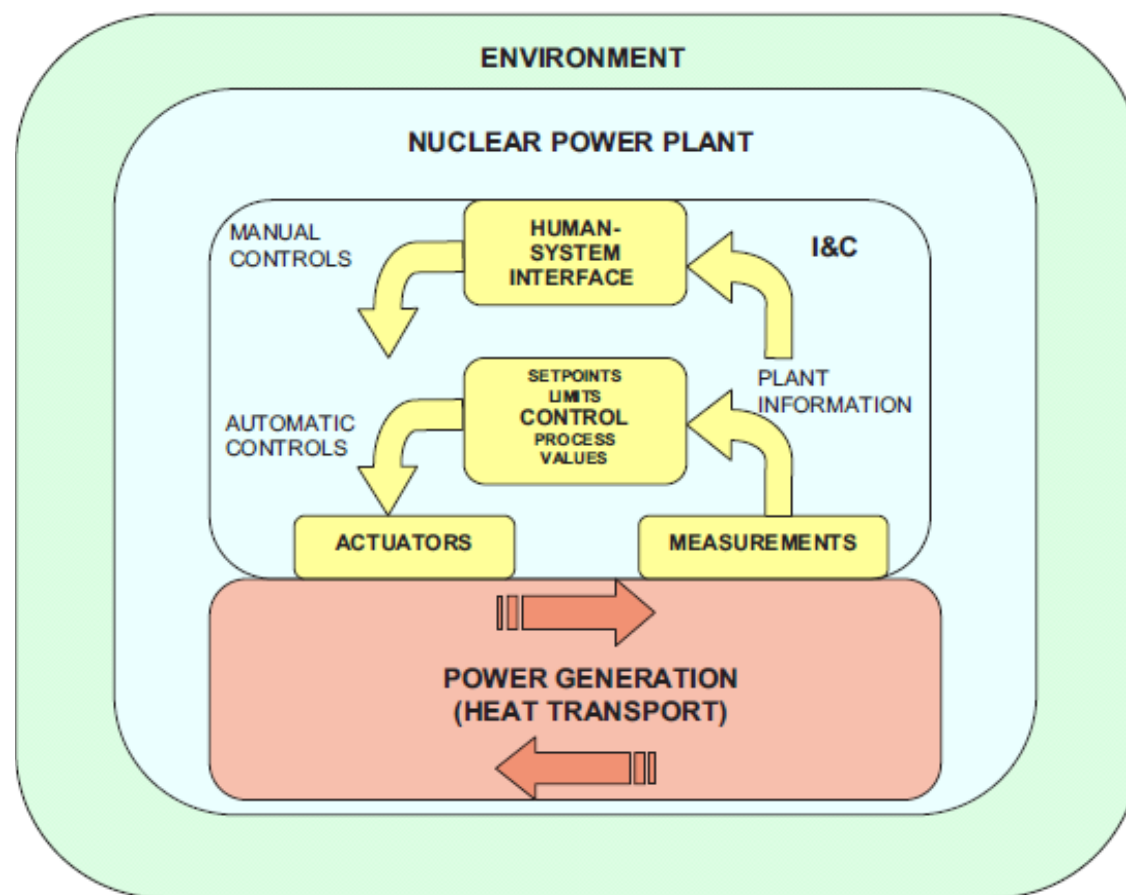 ENVIRONMENT
NUCLEAR POWER PLANT
MANUAL
CONTROLS
HUMAN-
SYSTEM
INTERFACE
I&C
SETPOINTS
LIMITS
CONTROL
PROCESS
VALUES
PLANT
INFORMATION
AUTOMATIC
CONTROLS
ACTUATORS
MEASUREMENTS
POWER GENERATION
(HEAT TRANSPORT)